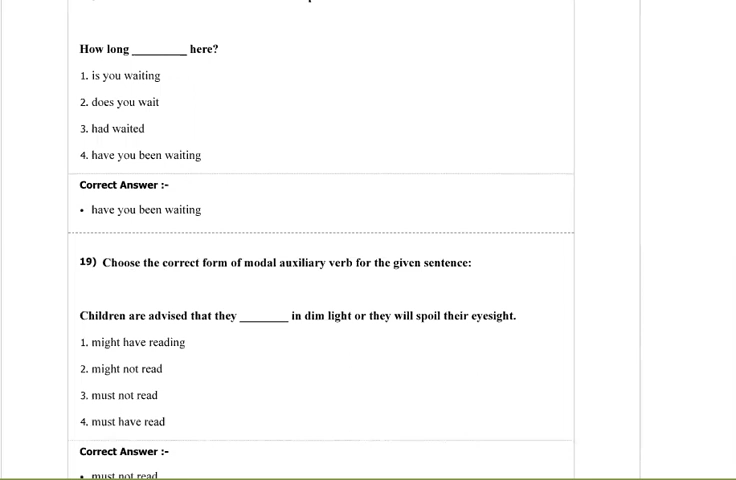 How long ________ here?
1. is you waiting
2. does you wait
3. had waited
4. have you been waiting
Correct Answer :-
• have you been waiting
19) Choose the correct form of modal auxiliary verb for the given sentence:
Children are advised that they _______ in dim light or they will spoil their eyesight.
1. might have reading
2. might not read
3. must not read
4. must have read
Correct Answer :-
• must not read